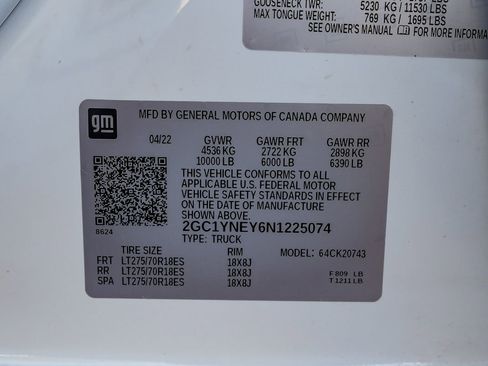 GOOSENECK TWR:
5230 KG / 11530 LBS
MAX TONGUE WEIGHT: 769 KG / 1695 LBS
SEE OWNER'S MANUAL FOR MORE INFORMA
gm
MFD BY GENERAL MOTORS OF CANADA COMPANY
04/22 GVWR GAWR FRT GAWR RR
4536 KG 2722 KG 2898 KG
10000 LB 6000 LB 6390 LB
THIS VEHICLE CONFORMS TO ALL
APPLICABLE U.S. FEDERAL MOTOR
VEHICLE SAFETY STANDARDS IN EFFECT
ON THE DATE OF MANUFACTURE
SHOWN ABOVE.
8624
2GC1YNEY6N1225074
TYPE: TRUCK
TIRE SIZE RIM MODEL: 64CK20743
FRT LT275/70R18ES 18X8J F 809 LB
RR LT275/70R18ES 18X8J T 1211 LB
SPA LT275/70R18ES 18X8J